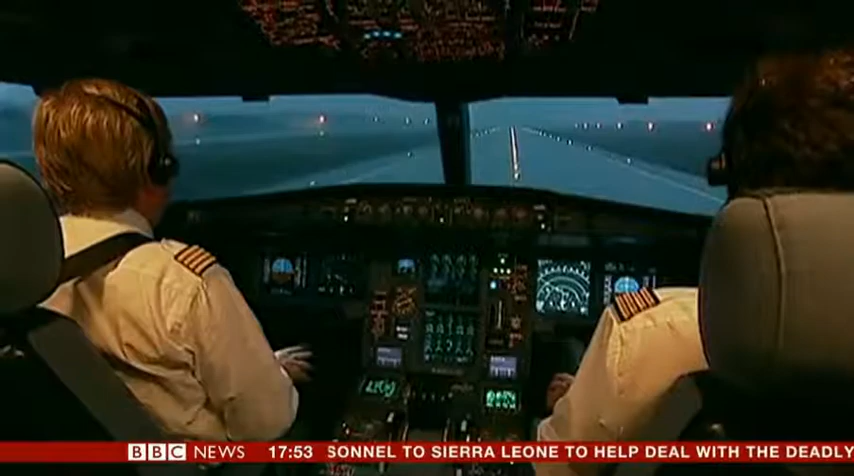 BBC NEWS 17:53 SONNEL TO SIERRA LEONE TO HELP DEAL WITH THE DEADLY